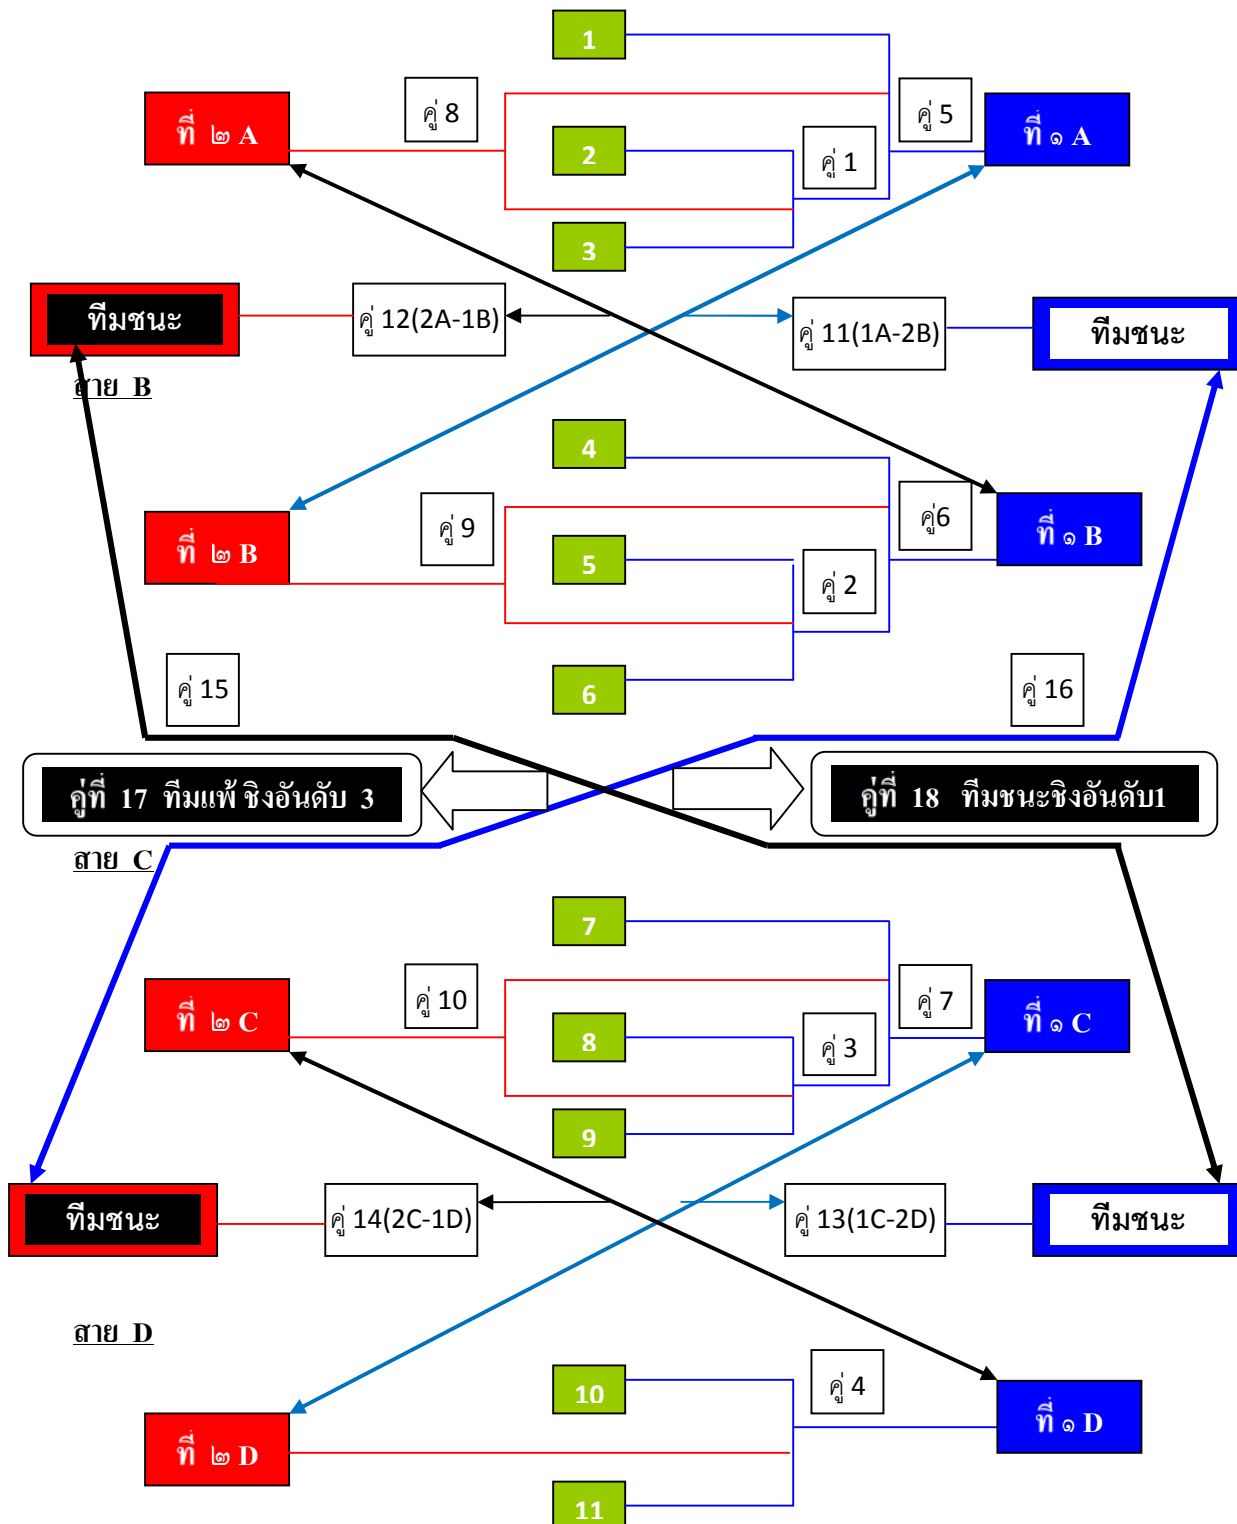 1
คู่ 8
คู่ 5
ที่ ๒ A
ที่ ๑ A
2
คู่ 1
3
ทีมชนะ
คู่ 12(2A-1B)
คู่ 11(1A-2B)
ทีมชนะ
สาย B
4
คู่ 9
คู่6
ที่ ๒ B
ที่ ๑ B
5
คู่ 2
6
คู่ 15
คู่ 16
คู่ที่ 17 ทีมแพ้ ชิงอันดับ 3
คู่ที่ 18 ทีมชนะชิงอันดับ1
สาย C
7
คู่ 10
คู่ 7
ที่ ๒ C
ที่ ๑ C
8
คู่ 3
9
ทีมชนะ
คู่ 14(2C-1D)
คู่ 13(1C-2D)
ทีมชนะ
สาย D
10
คู่ 4
ที่ ๑ D
ที่ ๒ D
11